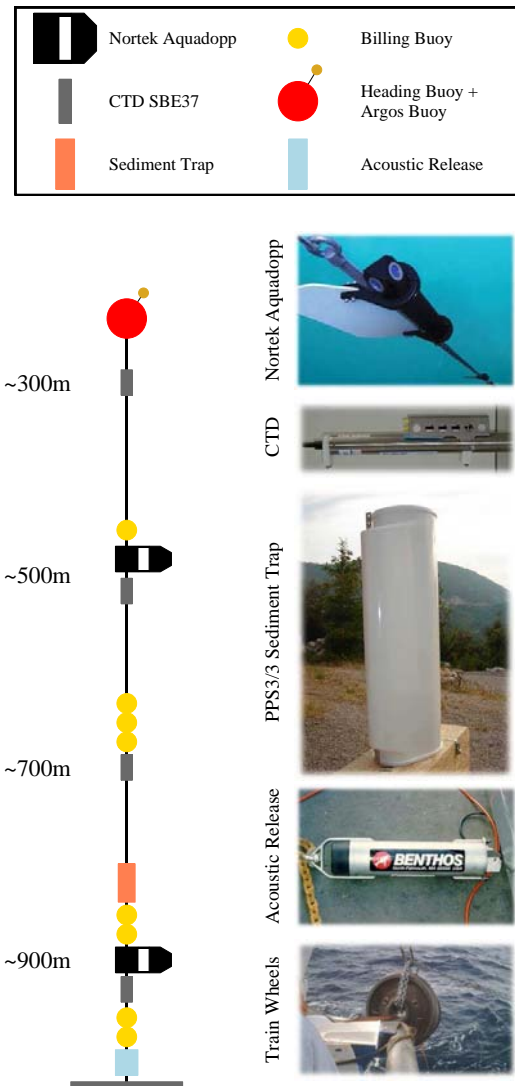 Nortek Aquadopp
Billing Buoy
CTD SBE37
Heading Buoy +
Argos Buoy
Sediment Trap
Acoustic Release
~300m
~500m
~700m
~900m
Nortek Aquadopp
CTD
PPS3/3 Sediment Trap
Acoustic Release
BENTHOS
Train Wheels